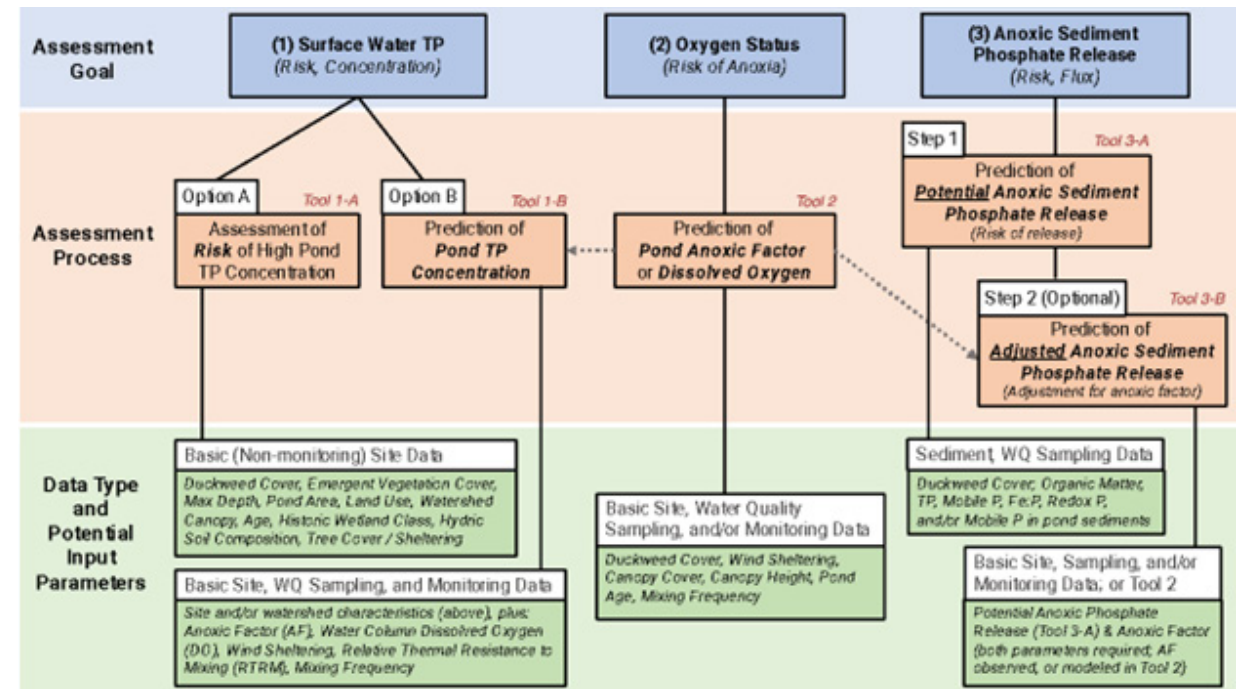 Assessment
Goal
(1) Surface Water TP
(Risk, Concentration)
(2) Oxygen Status
(Risk of Anoxia)
(3) Anoxic Sediment
Phosphate Release
(Risk, Flux)
Assessment
Process
Option A
Tool 1-A
Assessment of
Risk of High Pond
TP Concentration
Option B
Tool 1-B
Prediction of
Pond TP
Concentration
Tool 2
Prediction of
Pond Anoxic Factor
or Dissolved Oxygen
Step 1
Tool 3-A
Prediction of
Potential Anoxic Sediment
Phosphate Release
(Risk of release)
Step 2 (Optional)
Tool 3-B
Prediction of
Adjusted Anoxic Sediment
Phosphate Release
(Adjustment for anoxic factor)
Data Type
and
Potential
Input
Parameters
Basic (Non-monitoring) Site Data
Duckweed Cover, Emergent Vegetation Cover,
Max Depth, Pond Area, Land Use, Watershed
Canopy, Age, Historic Wetland Class, Hydric
Soil Composition, Tree Cover / Sheltering
Basic Site, WQ Sampling, and Monitoring Data
Site and/or watershed characteristics (above), plus:
Anoxic Factor (AF), Water Column Dissolved Oxygen
(DO), Wind Sheltering, Relative Thermal Resistance to
Mixing (RTRM), Mixing Frequency
Basic Site, Water Quality
Sampling, and/or Monitoring Data
Duckweed Cover, Wind Sheltering,
Canopy Cover, Canopy Height, Pond
Age, Mixing Frequency
Sediment, WQ Sampling Data
Duckweed Cover, Organic Matter,
TP, Mobile P, Fe:P, Redox P,
and/or Mobile P in pond sediments
Basic Site, Sampling, and/or
Monitoring Data; or Tool 2
Potential Anoxic Phosphate
Release (Tool 3-A) & Anoxic Factor
(both parameters required; AF
observed, or modeled in Tool 2)